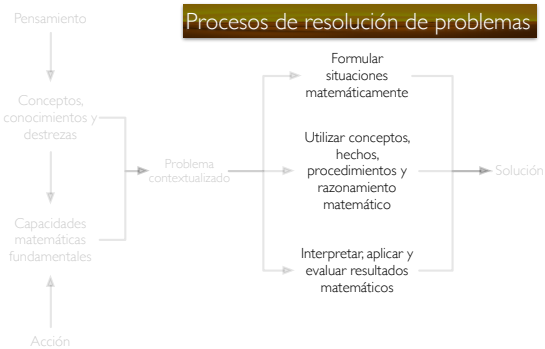 Procesos de resolución de problemas
Pensamiento
Conceptos,
conocimientos y
destrezas
Capacidades
matemáticas
fundamentales
Acción
Problema
contextualizado
Formular
situaciones
matemáticamente
Utilizar conceptos,
hechos,
procedimientos y
razonamiento
matemático
Interpretar, aplicar y
evaluar resultados
matemáticos
Solución